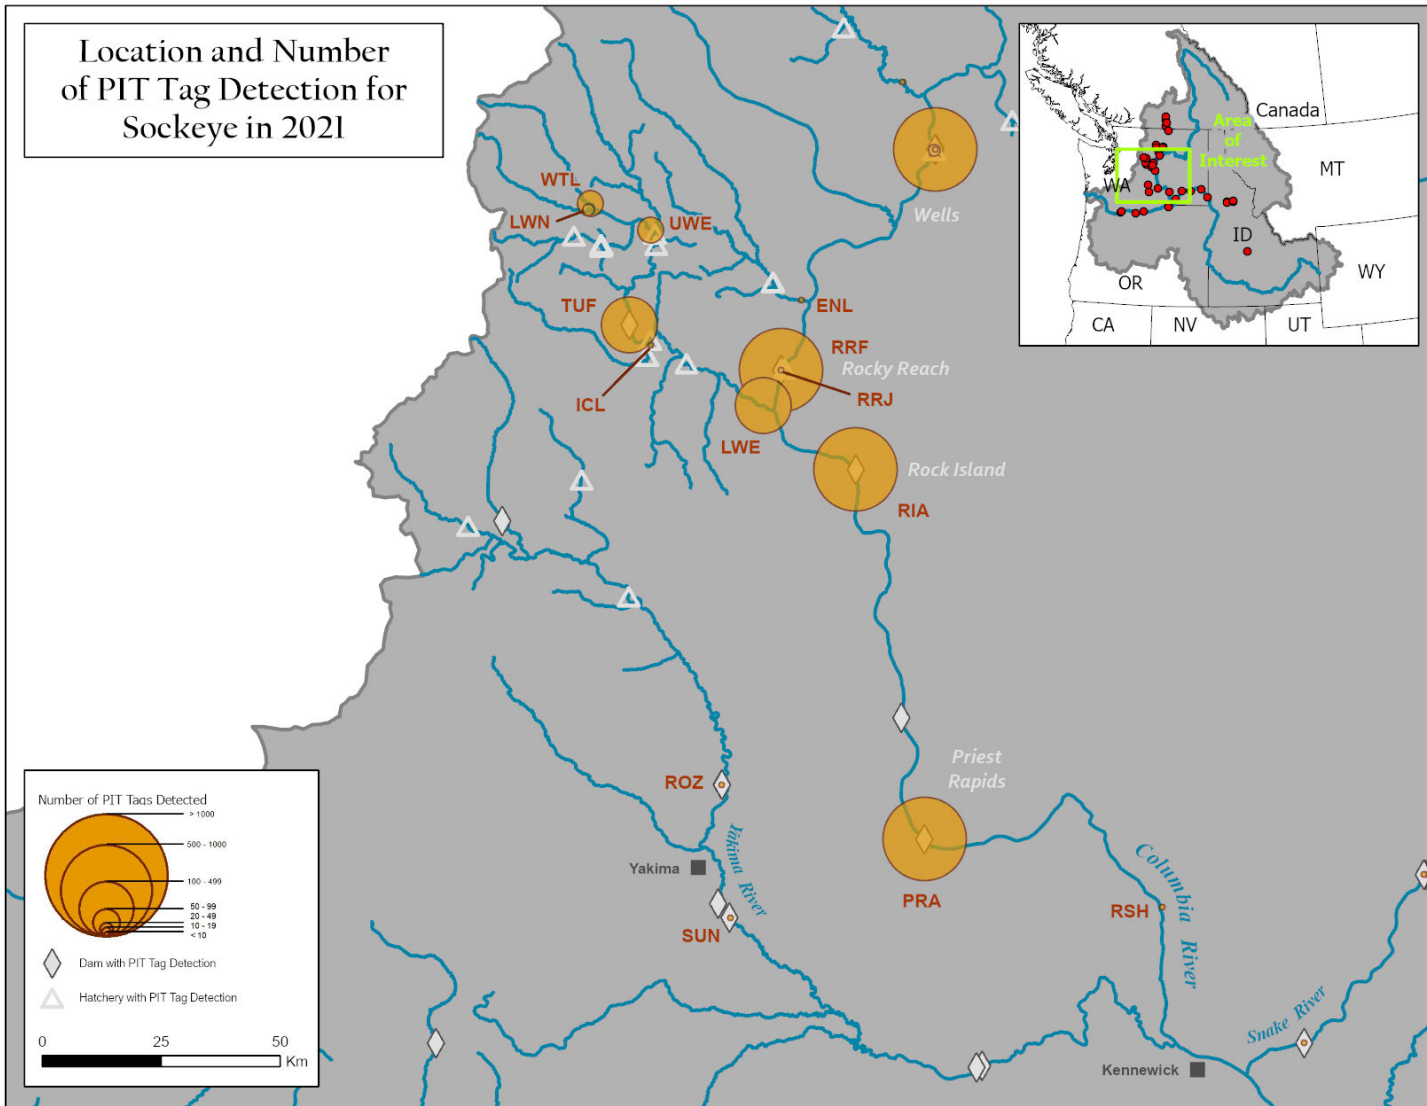 Location and Number
of PIT Tag Detection for
Sockeye in 2021
Canada
Area
of
Interest
MT
WA
ID
WY
OR
CA
NV
UT
Wells
WTL
LWN
UWE
TUF
ENL
RRF
Rocky Reach
RRJ
ICL
LWE
Rock Island
RIA
Priest
Rapids
ROZ
Yakima
Yakima River
PRA
Columbia River
RSH
SUN
Snake River
Kennewick
Number of PIT Tags Detected
> 1000
500 - 1000
100 - 499
50 - 99
20 - 49
10 - 19
< 10
Dam with PIT Tag Detection
Hatchery with PIT Tag Detection
0 25 50
Km